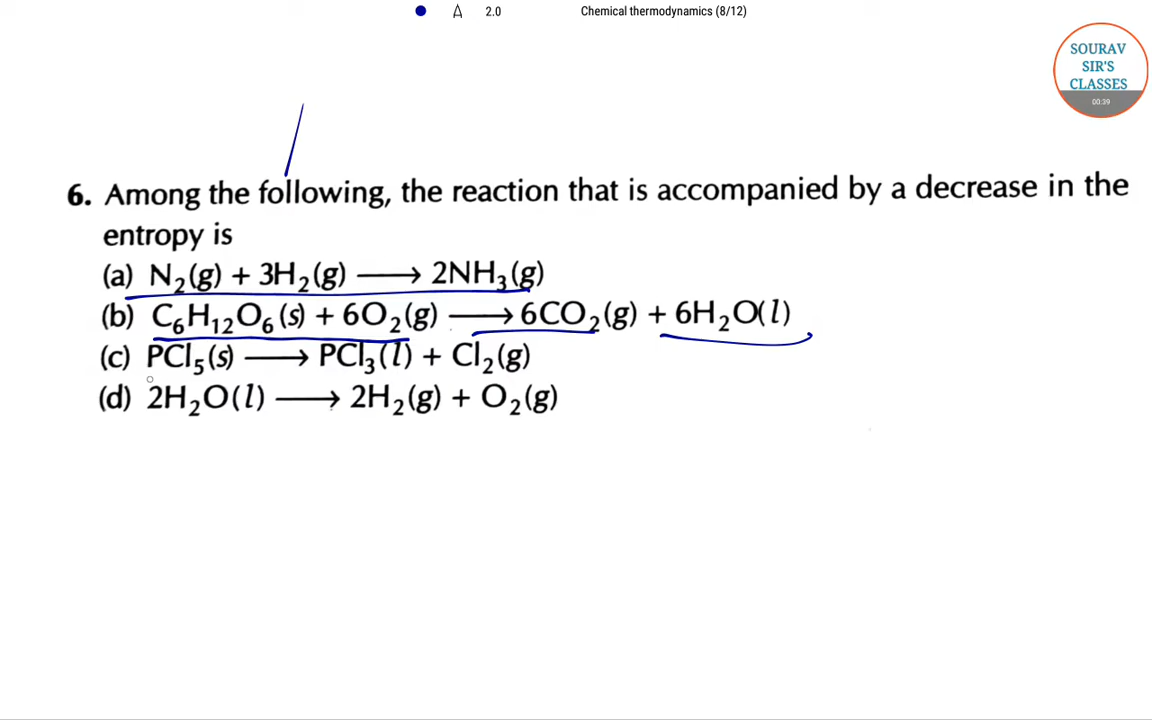 2.0 Chemical thermodynamics (8/12)
SOURAV
SIR'S
CLASSES
00:39
6. Among the following, the reaction that is accompanied by a decrease in the
entropy is
(a) N₂(g) + 3H₂(g) ⟶ 2NH₃(g)
(b) C₆H₁₂O₆(s) + 6O₂(g) ⟶ 6CO₂(g) + 6H₂O(l)
(c) PCl₅(s) ⟶ PCl₃(l) + Cl₂(g)
(d) 2H₂O(l) ⟶ 2H₂(g) + O₂(g)